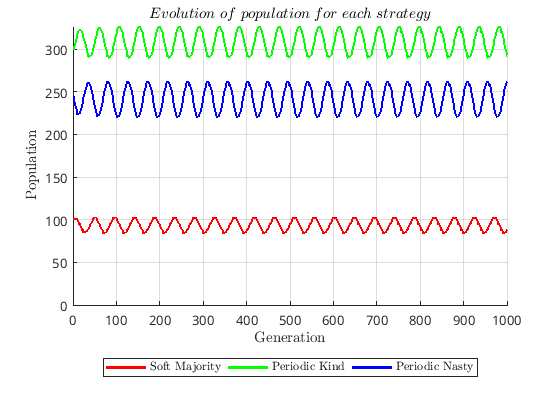 Evolution of population for each strategy
300
250
200
150
100
50
0
Population
0 100 200 300 400 500 600 700 800 900 1000
Generation
Soft Majority Periodic Kind Periodic Nasty